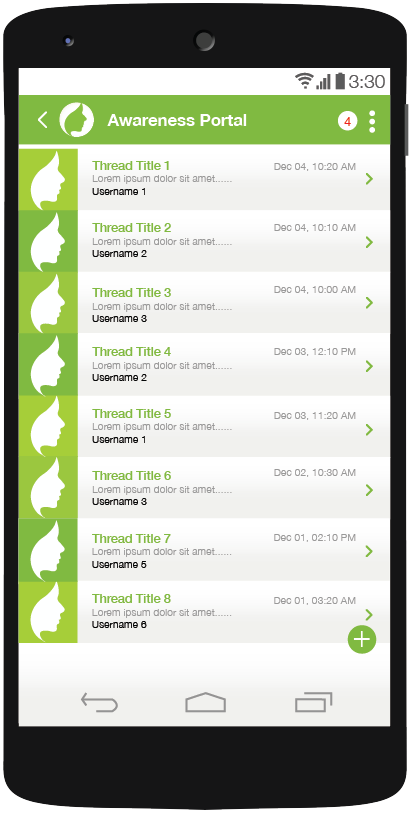 3:30
Awareness Portal
4
Thread Title 1
Dec 04, 10:20 AM
Lorem ipsum dolor sit amet......
Username 1
Thread Title 2
Dec 04, 10:10 AM
Lorem ipsum dolor sit amet......
Username 2
Thread Title 3
Dec 04, 10:00 AM
Lorem ipsum dolor sit amet......
Username 3
Thread Title 4
Dec 03, 12:10 PM
Lorem ipsum dolor sit amet......
Username 2
Thread Title 5
Dec 03, 11:20 AM
Lorem ipsum dolor sit amet......
Username 1
Thread Title 6
Dec 02, 10:30 AM
Lorem ipsum dolor sit amet......
Username 3
Thread Title 7
Dec 01, 02:10 PM
Lorem ipsum dolor sit amet......
Username 5
Thread Title 8
Dec 01, 03:20 AM
Lorem ipsum dolor sit amet......
Username 6